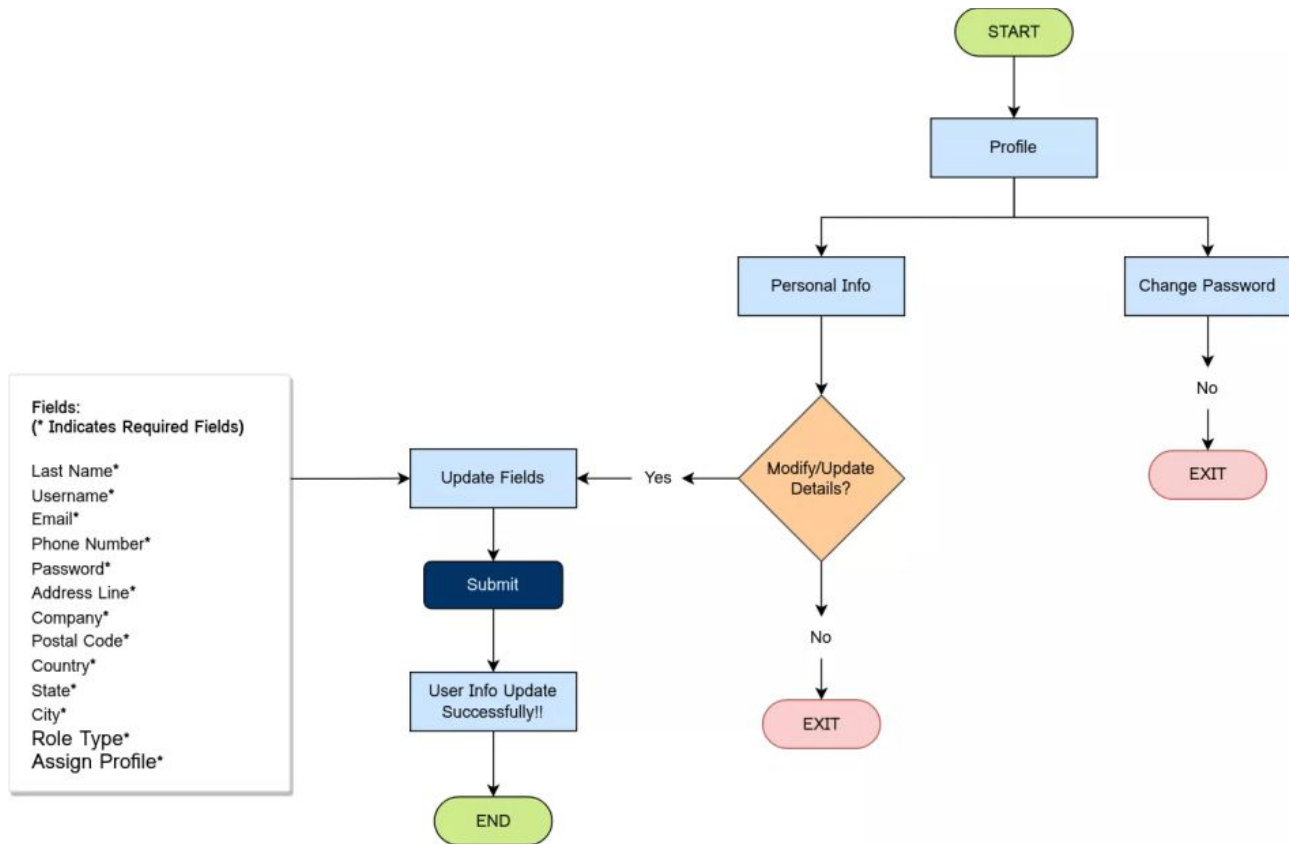 START
Profile
Personal Info
Change Password
No
EXIT
Modify/Update
Details?
Yes
No
EXIT
Fields:
(* Indicates Required Fields)
Last Name*
Username*
Email*
Phone Number*
Password*
Address Line*
Company*
Postal Code*
Country*
State*
City*
Role Type*
Assign Profile*
Update Fields
Submit
User Info Update
Successfully!!
END